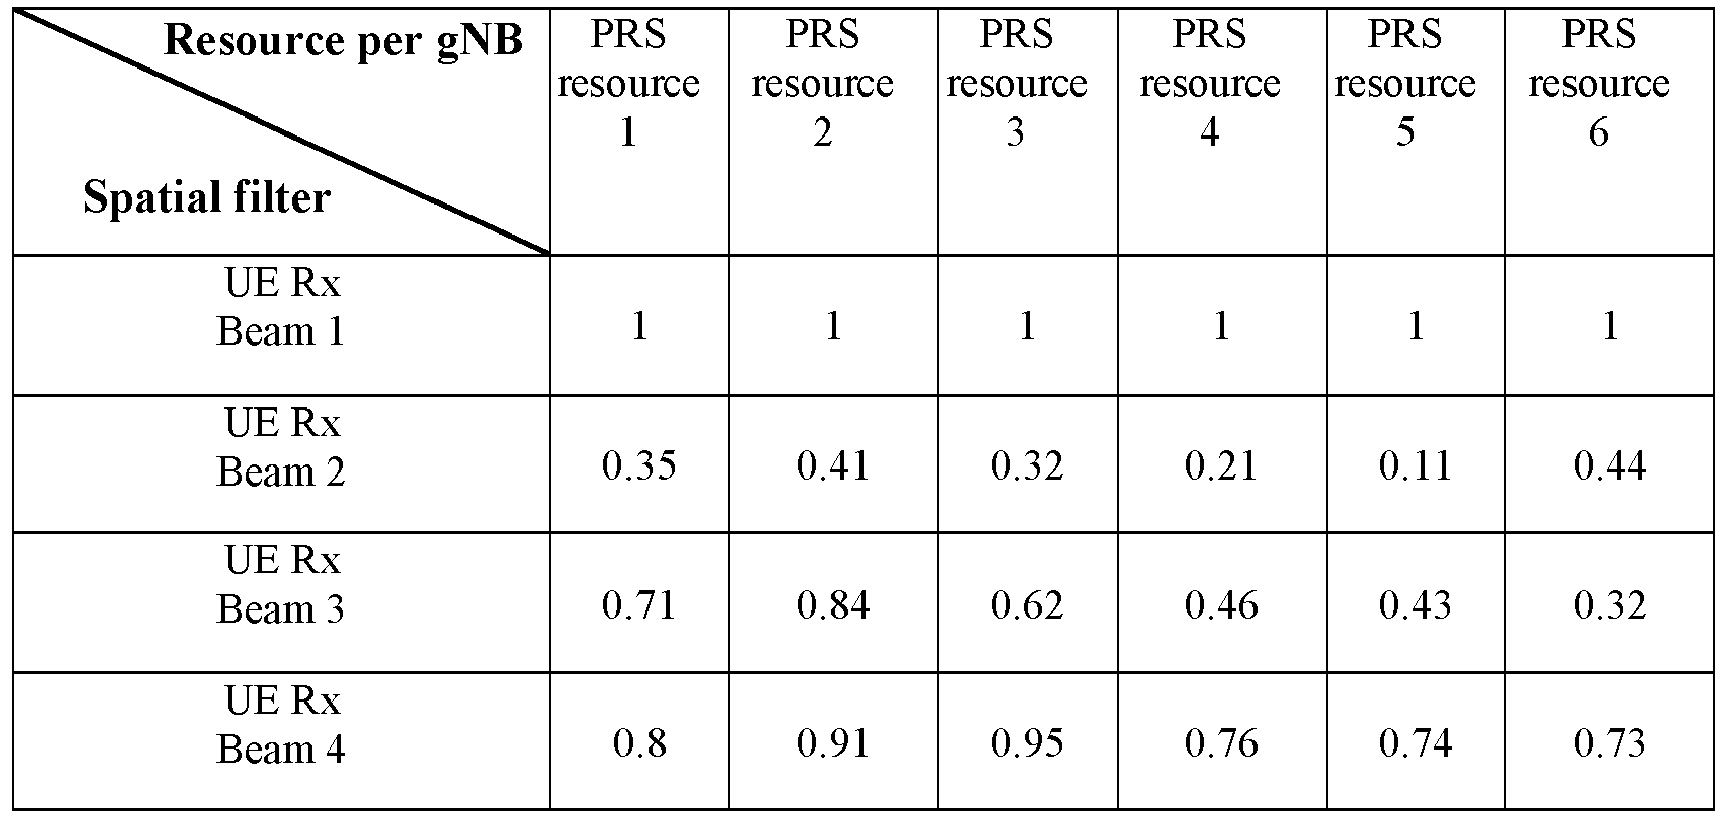 Resource per gNB
Spatial filter
PRS resource 1
PRS resource 2
PRS resource 3
PRS resource 4
PRS resource 5
PRS resource 6
UE Rx
Beam 1
1 1 1 1 1 1
UE Rx
Beam 2
0.35 0.41 0.32 0.21 0.11 0.44
UE Rx
Beam 3
0.71 0.84 0.62 0.46 0.43 0.32
UE Rx
Beam 4
0.8 0.91 0.95 0.76 0.74 0.73